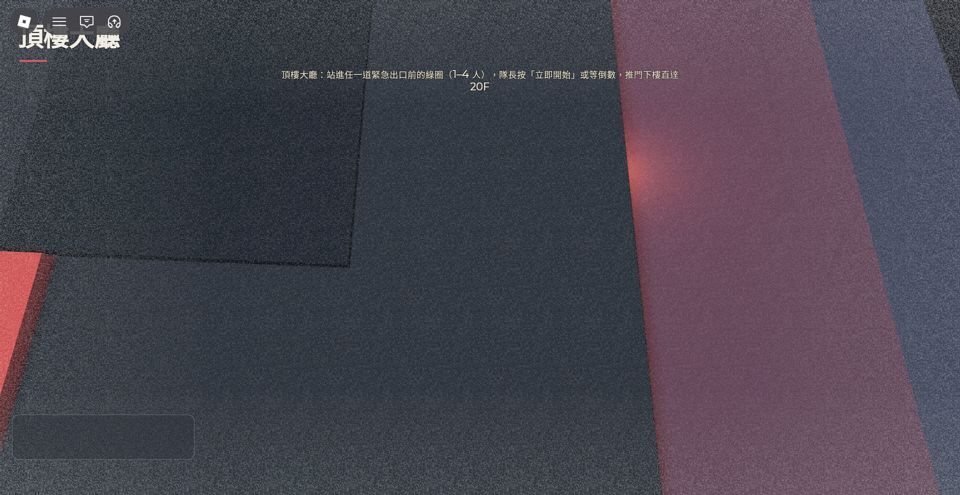 頂樓大廳
頂樓大廳：站進任一道緊急出口前的綠圈（1–4 人），隊長按「立即開始」或等倒數，推門下樓直達
20F